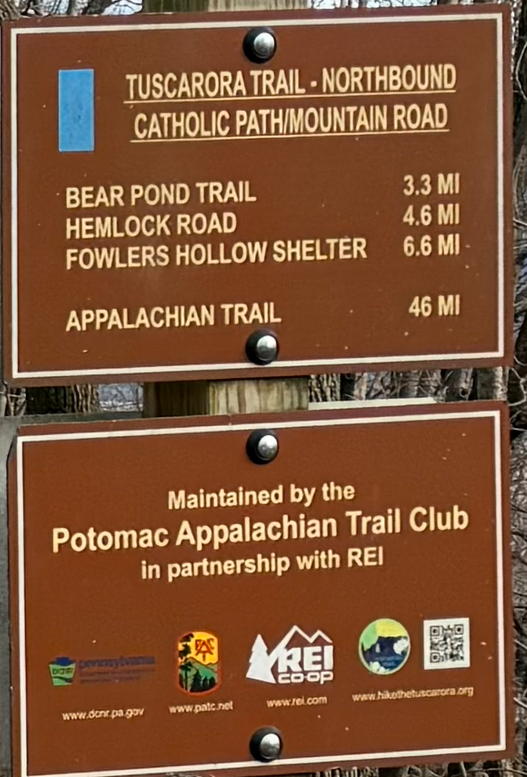 TUSCARORA TRAIL - NORTHBOUND
CATHOLIC PATH/MOUNTAIN ROAD
BEAR POND TRAIL 3.3 MI
HEMLOCK ROAD 4.6 MI
FOWLERS HOLLOW SHELTER 6.6 MI
APPALACHIAN TRAIL 46 MI
Maintained by the
Potomac Appalachian Trail Club
in partnership with REI
pennsylvania
REI
CO·OP
www.dcnr.pa.gov
www.patc.net
www.rei.com
www.hikethetuscarora.org